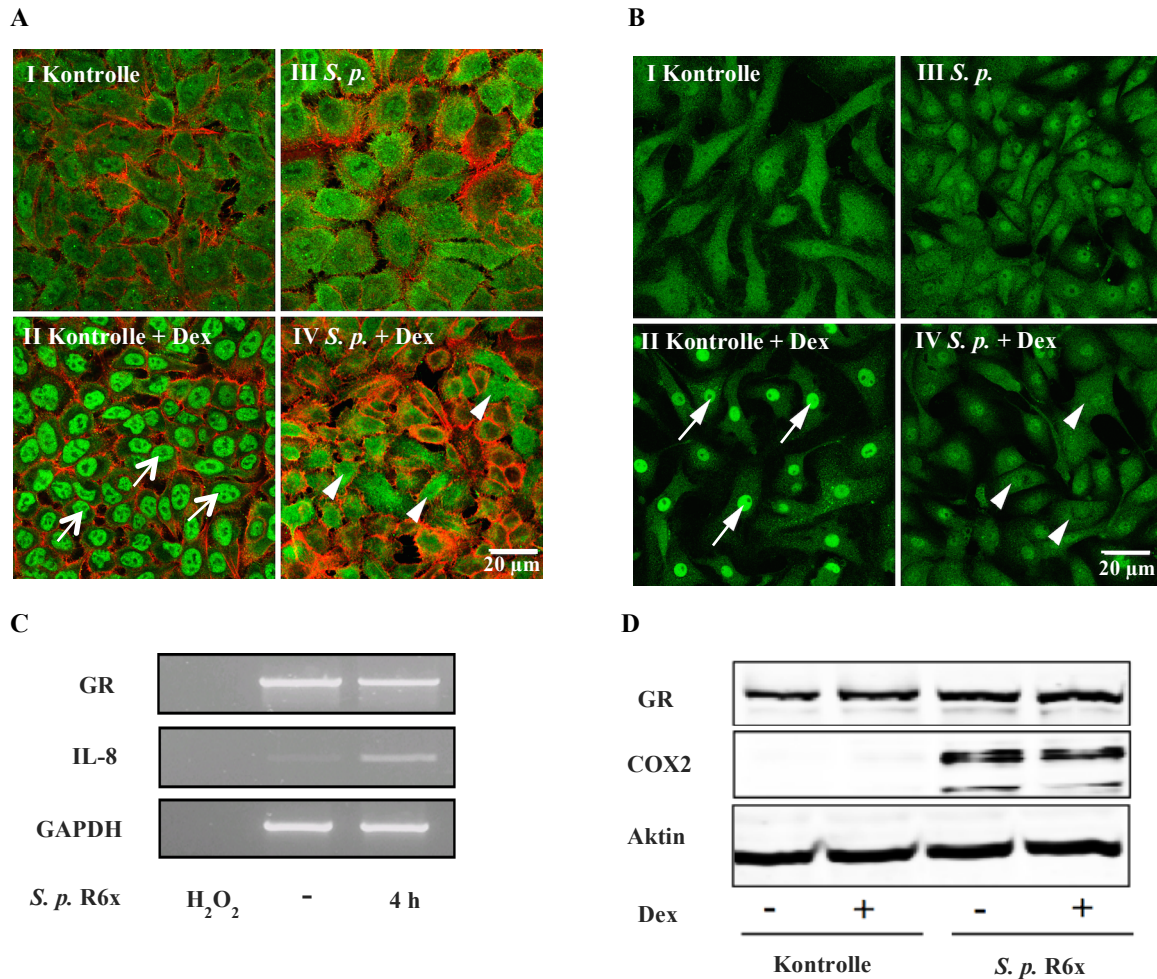 A
I Kontrolle
III S. p.
II Kontrolle + Dex
IV S. p. + Dex
20 µm
B
I Kontrolle
III S. p.
II Kontrolle + Dex
IV S. p. + Dex
20 µm
C
GR
IL-8
GAPDH
S. p. R6x H₂O₂ - 4 h
D
GR
COX2
Aktin
Dex - + - +
Kontrolle S. p. R6x